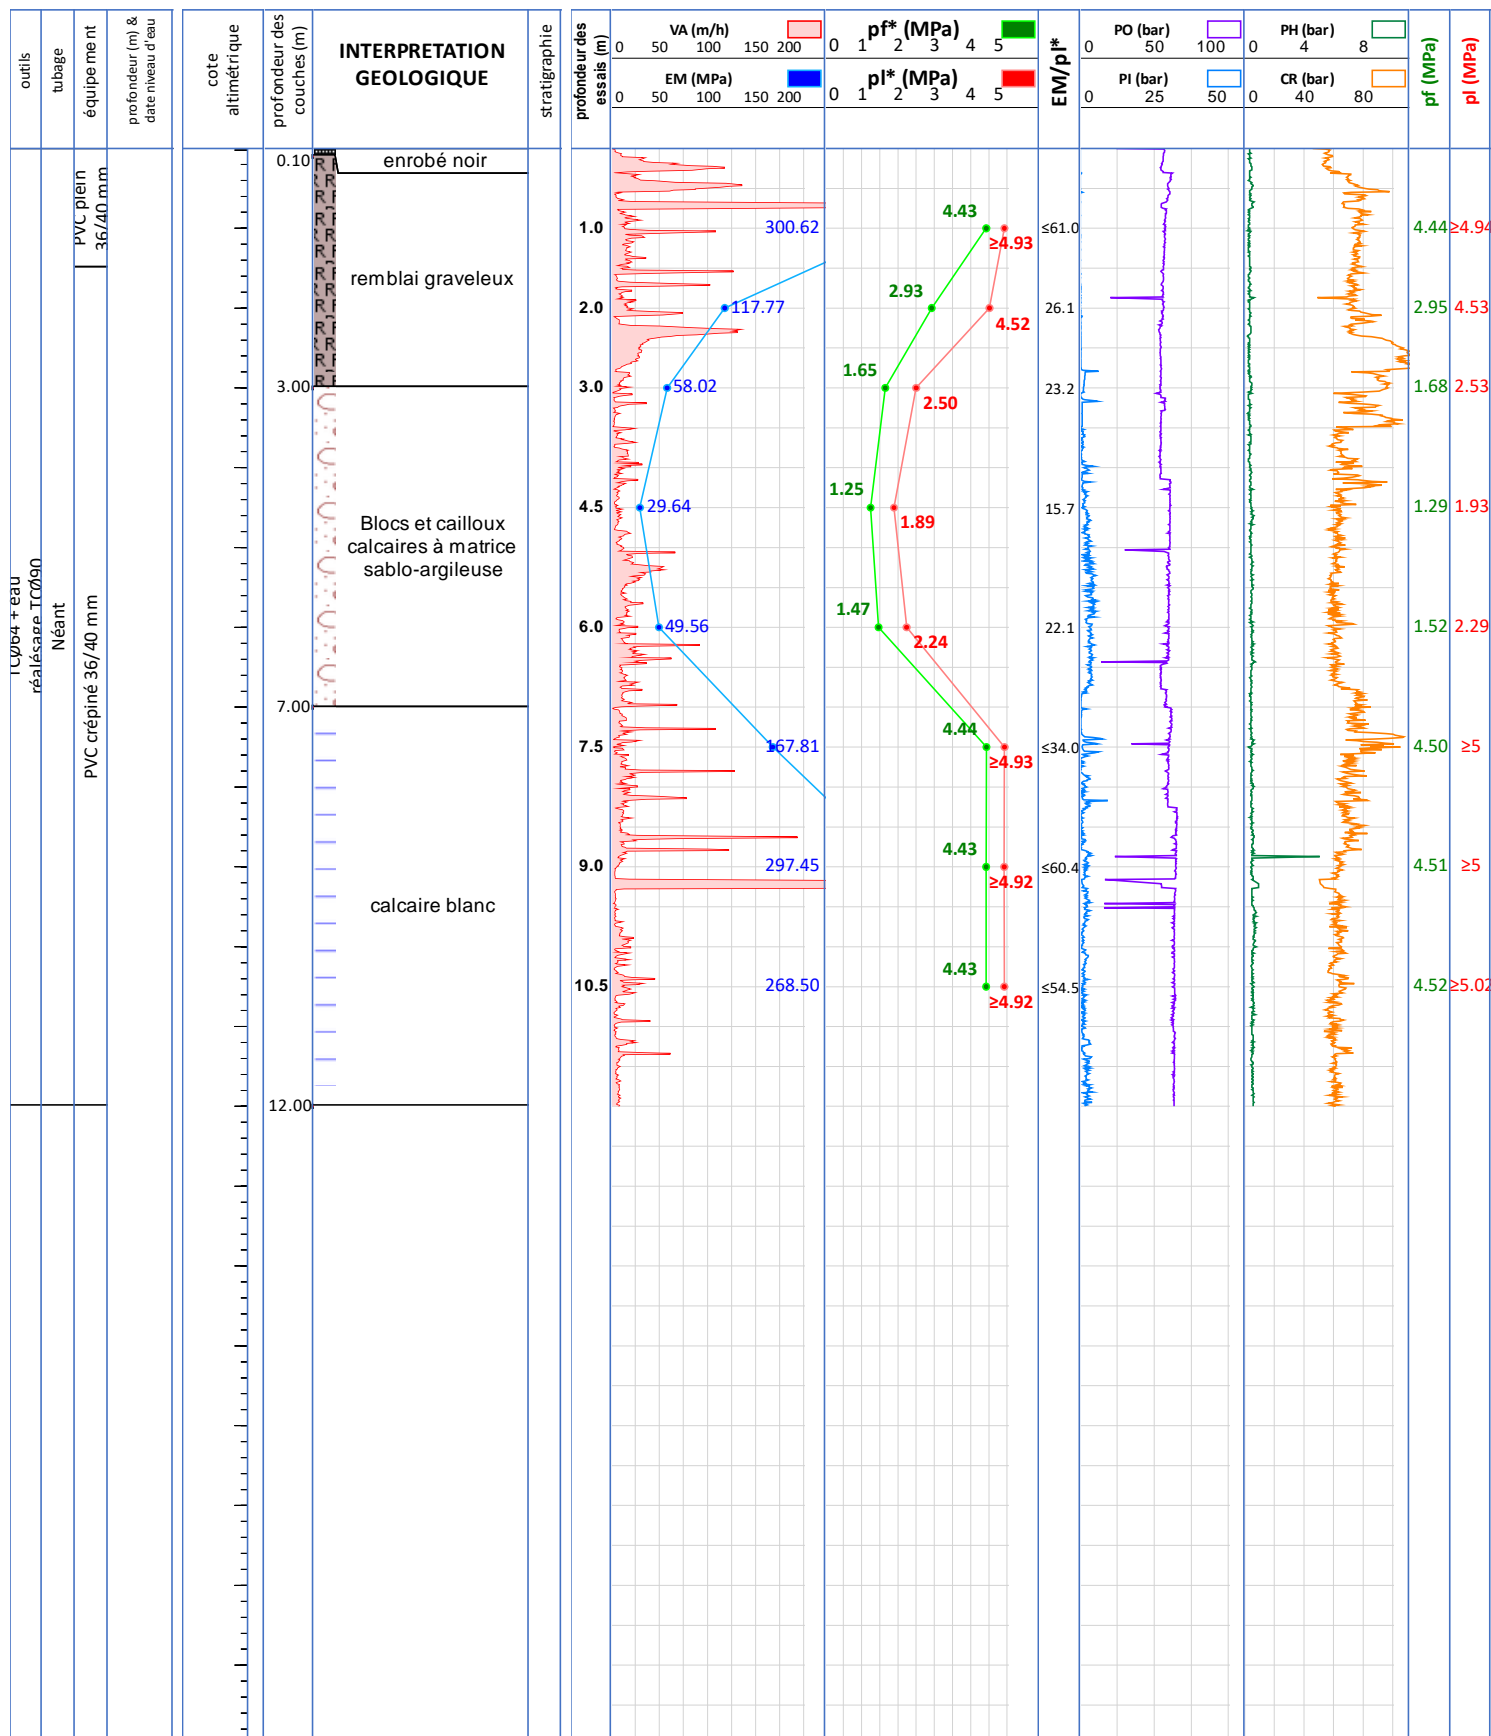 outils
tubage
équipement
profondeur (m) &
date niveau d'eau
cote
altimétrique
profondeur des
couches (m)
INTERPRETATION
GEOLOGIQUE
stratigraphie
profondeur des
essais (m)
VA (m/h)
0 50 100 150 200
EM (MPa)
0 50 100 150 200
pf* (MPa)
0 1 2 3 4 5
pl* (MPa)
0 1 2 3 4 5
EM/pl*
PO (bar)
0 50 100
PI (bar)
0 25 50
PH (bar)
0 4 8
CR (bar)
0 40 80
pf (MPa)
pl (MPa)
TCØ64 + eau
réalésage TCØ90
Néant
PVC plein
36/40 mm
PVC crépiné 36/40 mm
0.10
enrobé noir
remblai graveleux
3.00
Blocs et cailloux
calcaires à matrice
sablo-argileuse
7.00
calcaire blanc
12.00
1.0 300.62 4.43 ≥4.93 ≤61.0 4.44 ≥4.94
2.0 117.77 2.93 4.52 26.1 2.95 4.53
3.0 58.02 1.65 2.50 23.2 1.68 2.53
4.5 29.64 1.25 1.89 15.7 1.29 1.93
6.0 49.56 1.47 2.24 22.1 1.52 2.29
7.5 167.81 4.44 ≥4.93 ≤34.0 4.50 ≥5
9.0 297.45 4.43 ≥4.92 ≤60.4 4.51 ≥5
10.5 268.50 4.43 ≥4.92 ≤54.5 4.52 ≥5.02